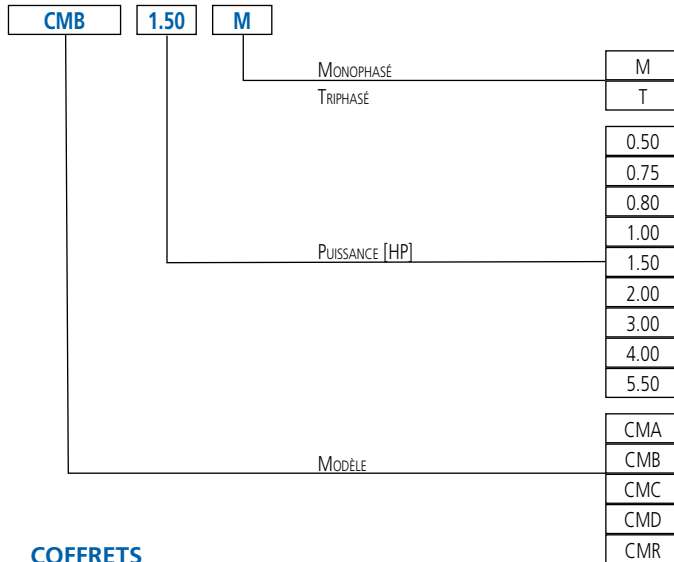 CMB 1.50 M
Monophasé M
Triphasé T
0.50
0.75
0.80
1.00
Puissance [HP] 1.50
2.00
3.00
4.00
5.50
CMA
Modèle CMB
CMC
CMD
CMR
COFFRETS